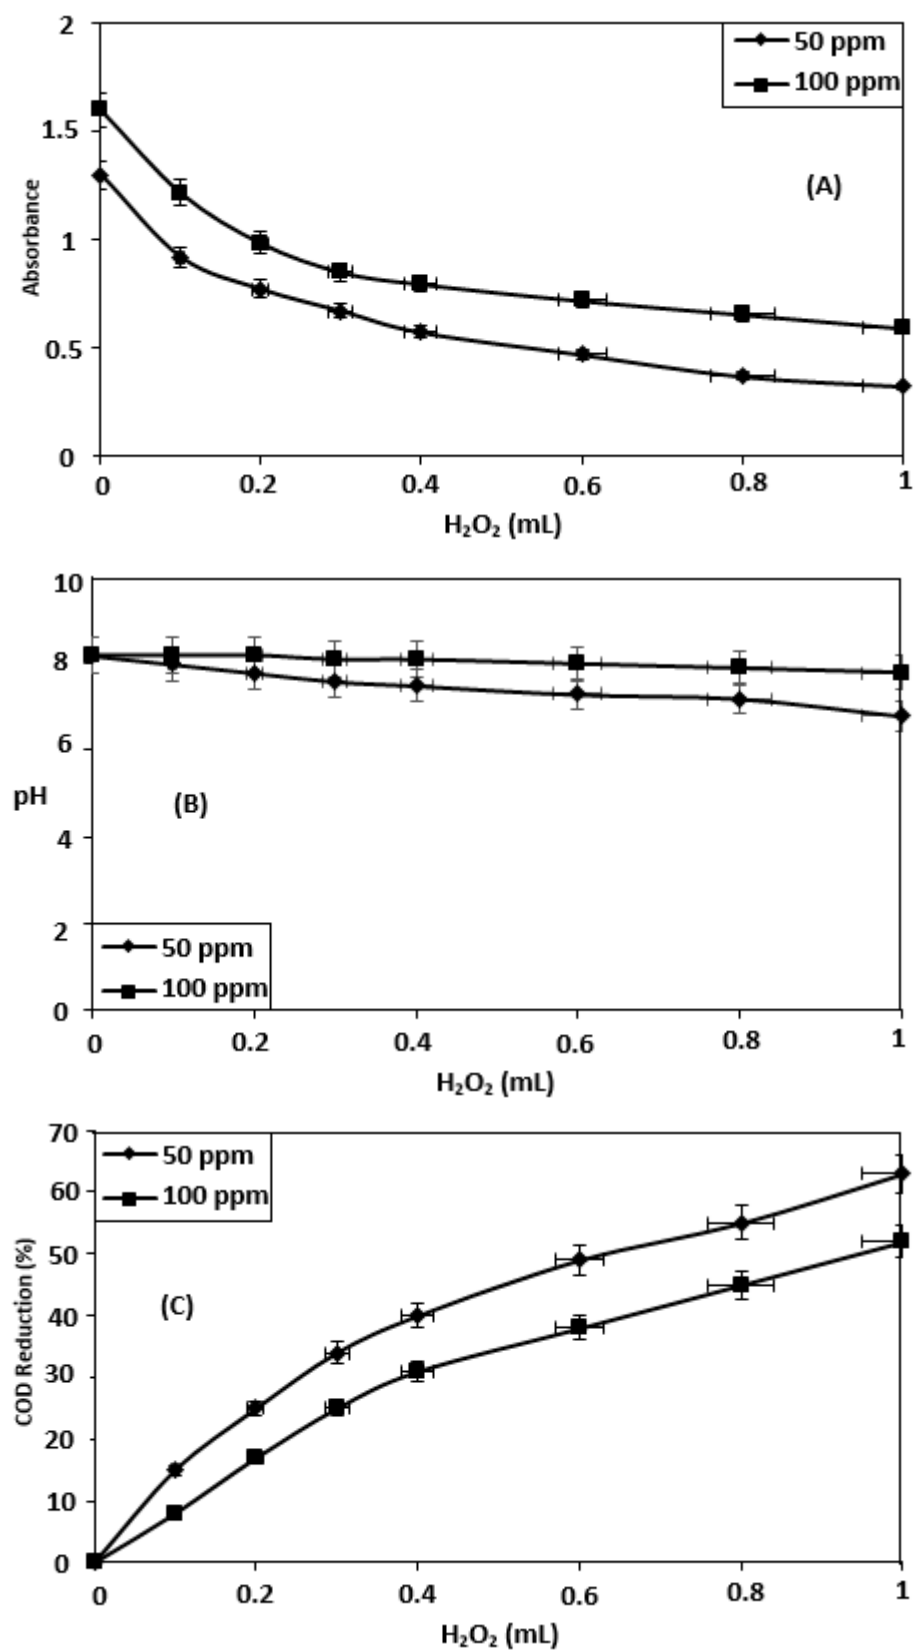 2
50 ppm
100 ppm
1.5
(A)
Absorbance
1
0.5
0
0 0.2 0.4 0.6 0.8 1
H₂O₂ (mL)
10
8
6
pH
(B)
4
2
50 ppm
100 ppm
0
0 0.2 0.4 0.6 0.8 1
H₂O₂ (mL)
70
50 ppm
60
100 ppm
50
(C)
COD Reduction (%)
40
30
20
10
0
0 0.2 0.4 0.6 0.8 1
H₂O₂ (mL)